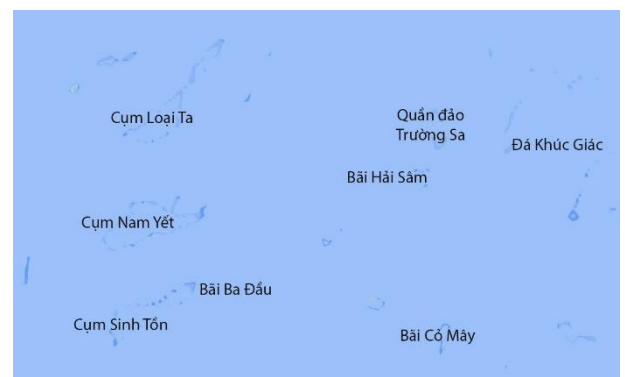 Cụm Loại Ta
Quần đảo
Trường Sa
Đá Khúc Giác
Bãi Hải Sâm
Cụm Nam Yết
Bãi Ba Đầu
Cụm Sinh Tồn
Bãi Cỏ Mây